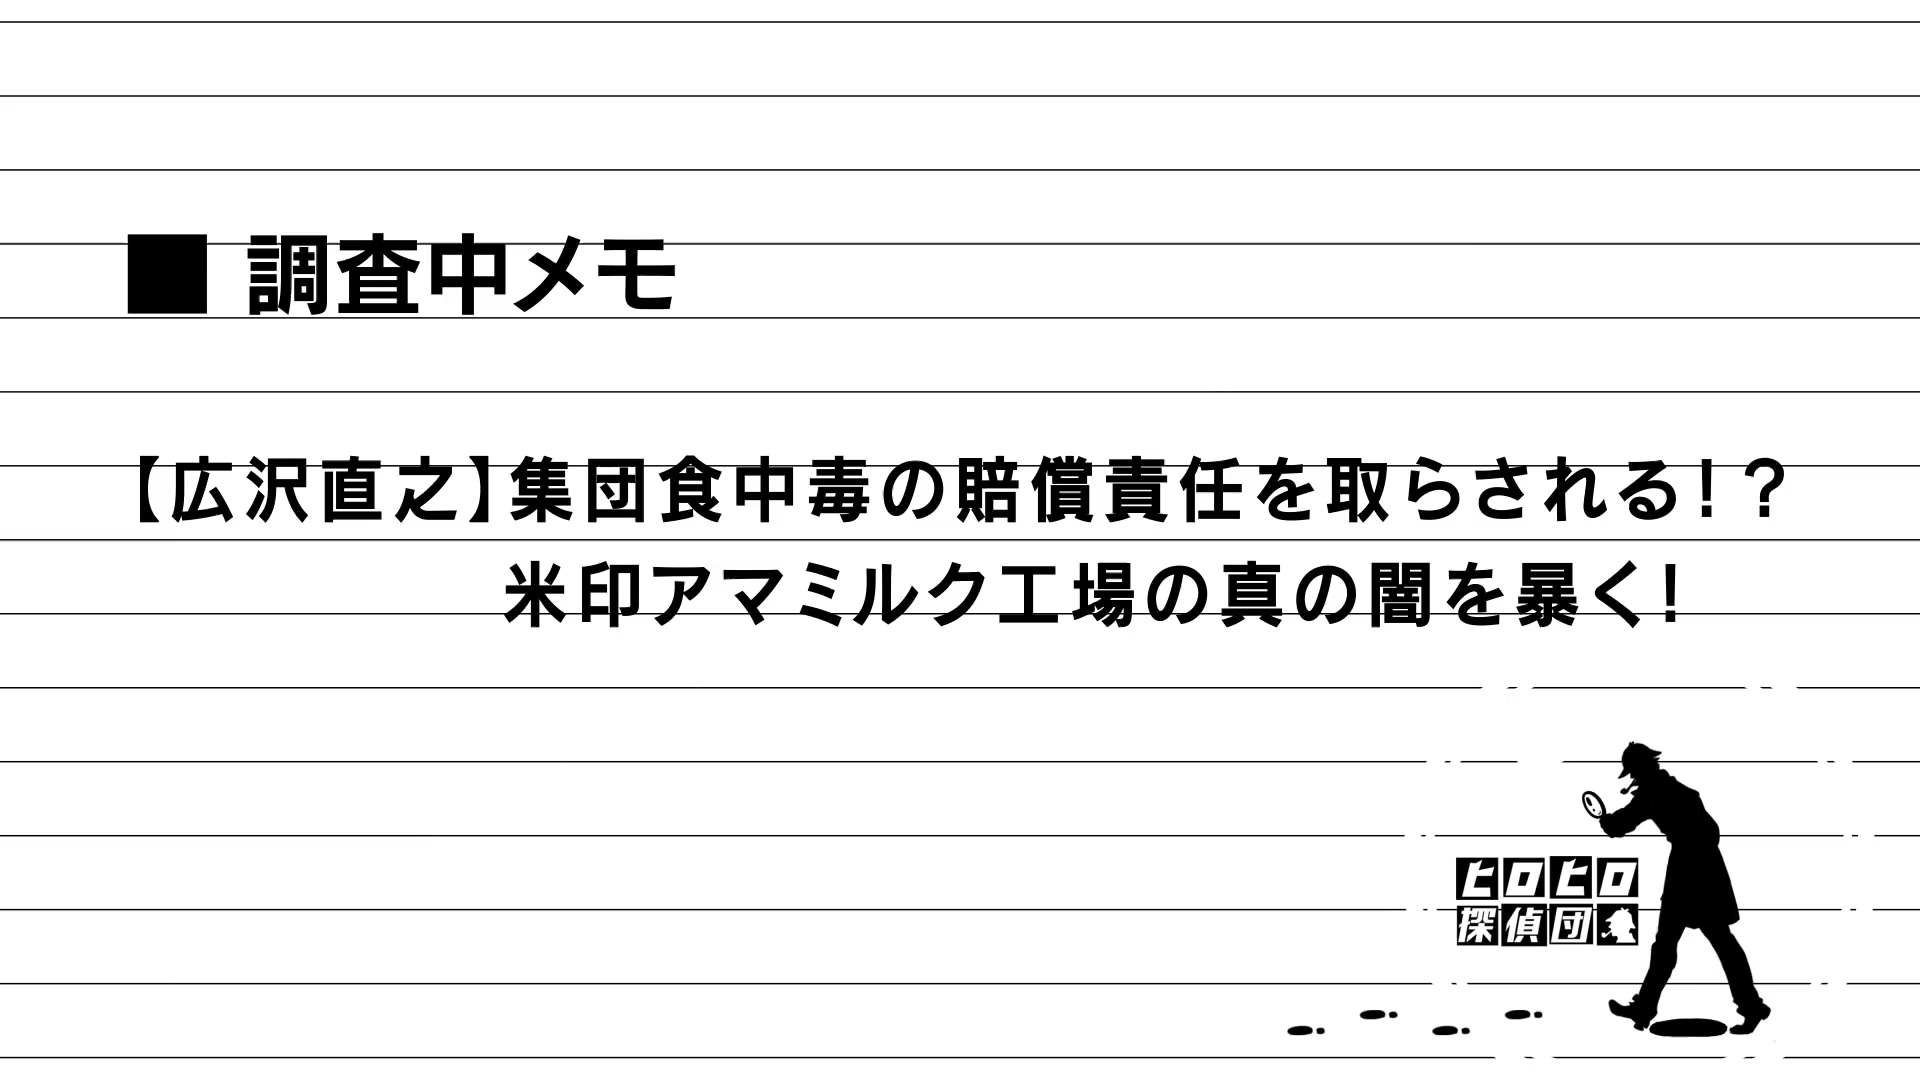 ■ 調査中メモ
【広沢直之】集団食中毒の賠償責任を取らされる！？
米印アマミルク工場の真の闇を暴く！
ヒロヒロ
探偵団